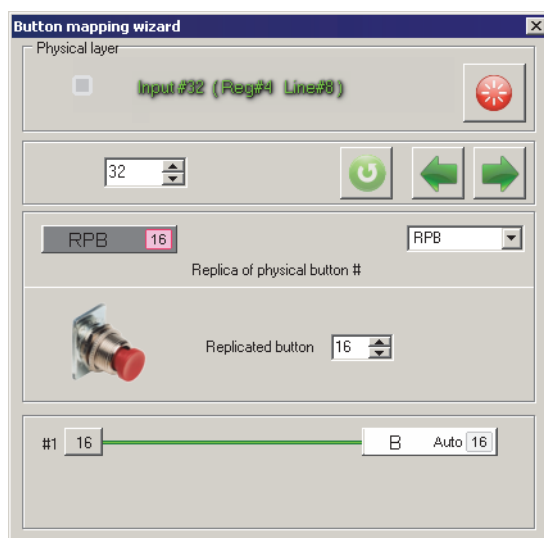 Button mapping wizard
Physical layer
Input#32 (Reg#4 Line#8)
32
RPB 16 RPB
Replica of physical button #
Replicated button 16
#1 16 B Auto 16